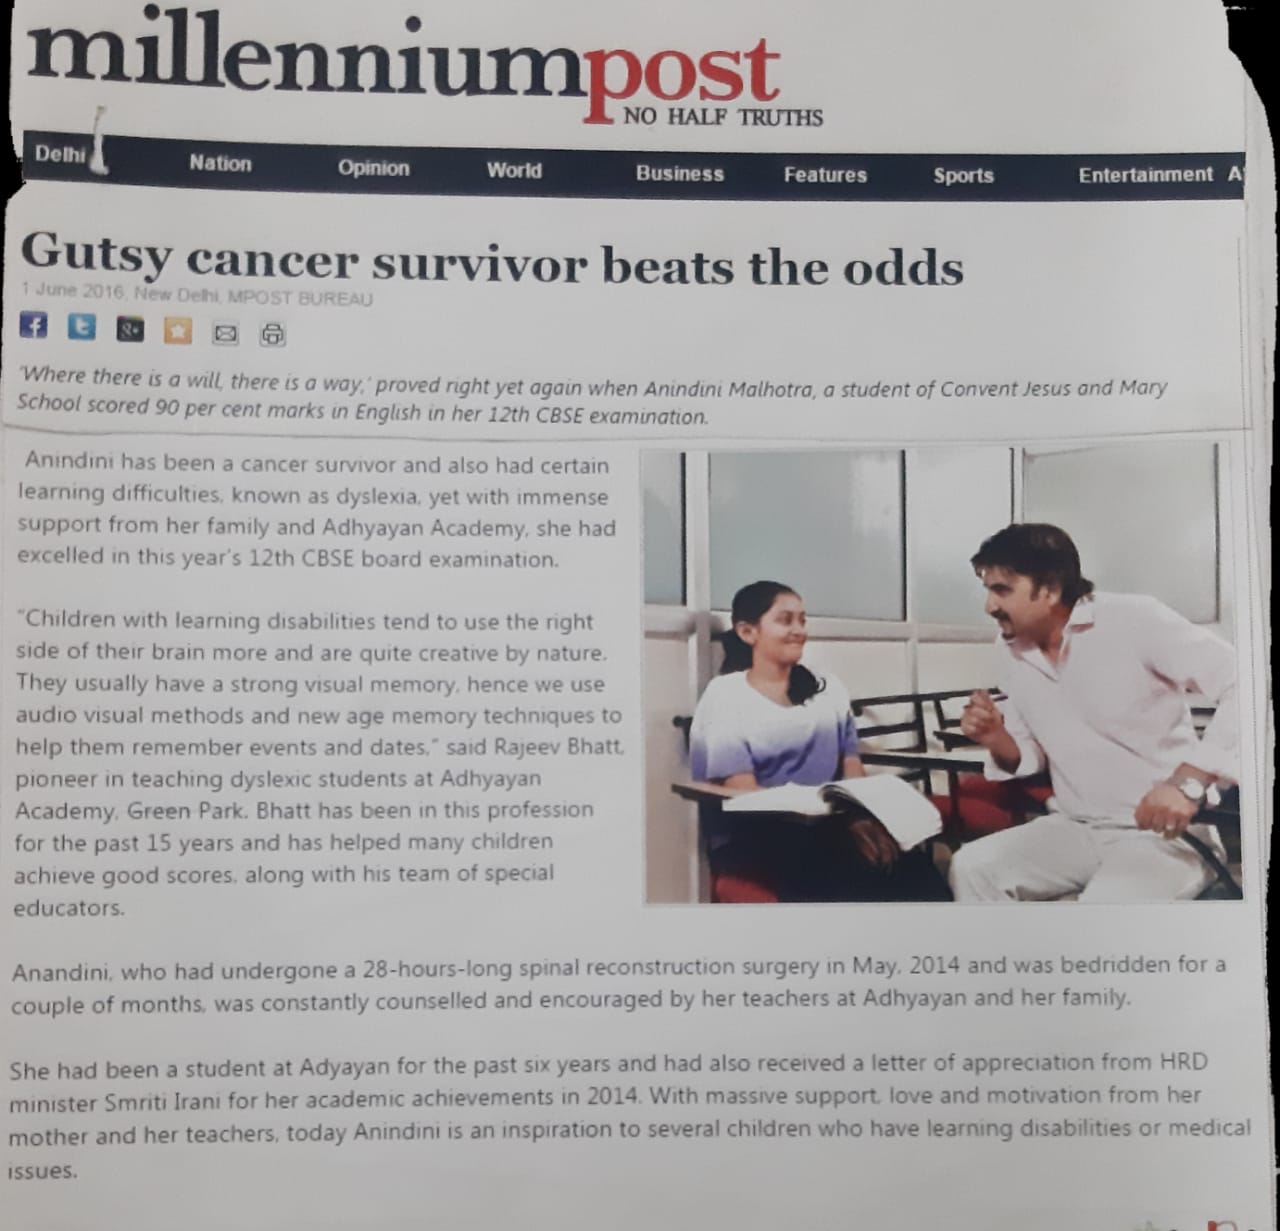 millenniumpost
NO HALF TRUTHS
Delhi Nation Opinion World Business Features Sports Entertainment A
Gutsy cancer survivor beats the odds
1 June 2016, New Delhi, MPOST BUREAU
'Where there is a will, there is a way,' proved right yet again when Anindini Malhotra, a student of Convent Jesus and Mary
School scored 90 per cent marks in English in her 12th CBSE examination.
Anindini has been a cancer survivor and also had certain
learning difficulties, known as dyslexia, yet with immense
support from her family and Adhyayan Academy, she had
excelled in this year's 12th CBSE board examination.
"Children with learning disabilities tend to use the right
side of their brain more and are quite creative by nature.
They usually have a strong visual memory, hence we use
audio visual methods and new age memory techniques to
help them remember events and dates," said Rajeev Bhatt,
pioneer in teaching dyslexic students at Adhyayan
Academy, Green Park. Bhatt has been in this profession
for the past 15 years and has helped many children
achieve good scores, along with his team of special
educators.
Anandini, who had undergone a 28-hours-long spinal reconstruction surgery in May, 2014 and was bedridden for a
couple of months, was constantly counselled and encouraged by her teachers at Adhyayan and her family.
She had been a student at Adyayan for the past six years and had also received a letter of appreciation from HRD
minister Smriti Irani for her academic achievements in 2014. With massive support, love and motivation from her
mother and her teachers, today Anindini is an inspiration to several children who have learning disabilities or medical
issues.